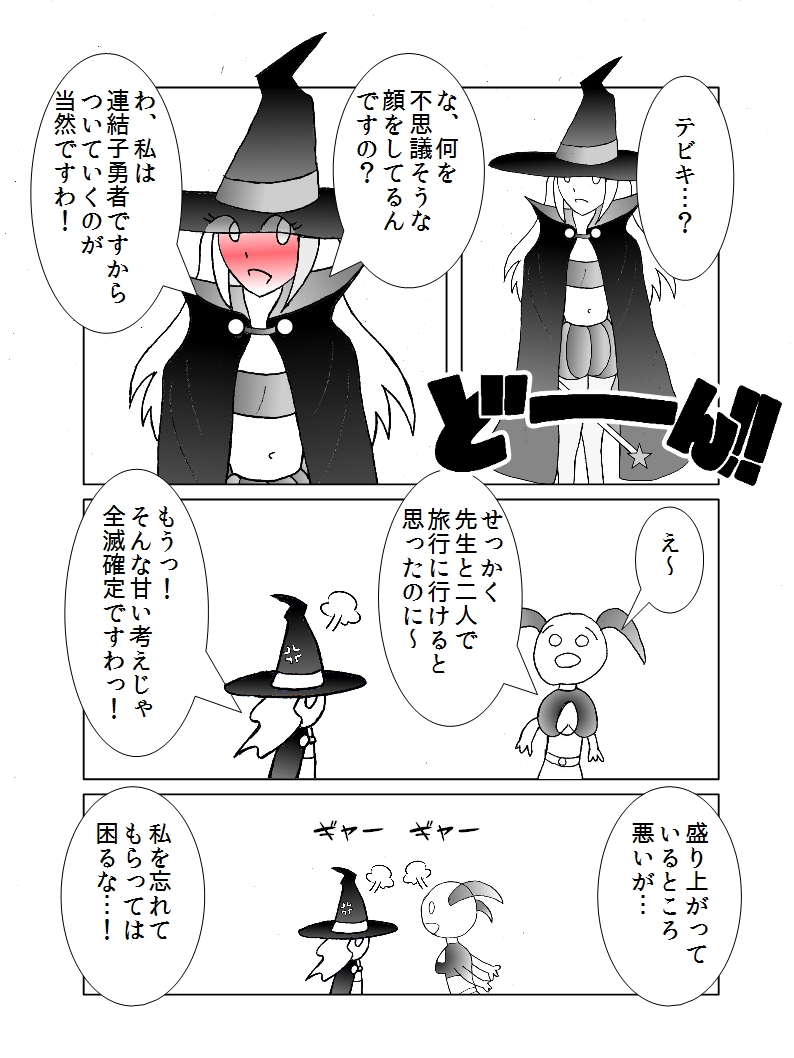 テビキ…？
どーーん!!
な、何を
不思議そうな
顔をしてるん
ですの？
わ、私は
連結子勇者ですから
ついていくのが
当然ですわ！
え～
せっかく
先生と二人で
旅行に行けると
思ったのに～
もうっ！
そんな甘い考えじゃ
全滅確定ですわっ！
盛り上がって
いるところ
悪いが…
ギャー　ギャー
私を忘れて
もらっては
困るな…！